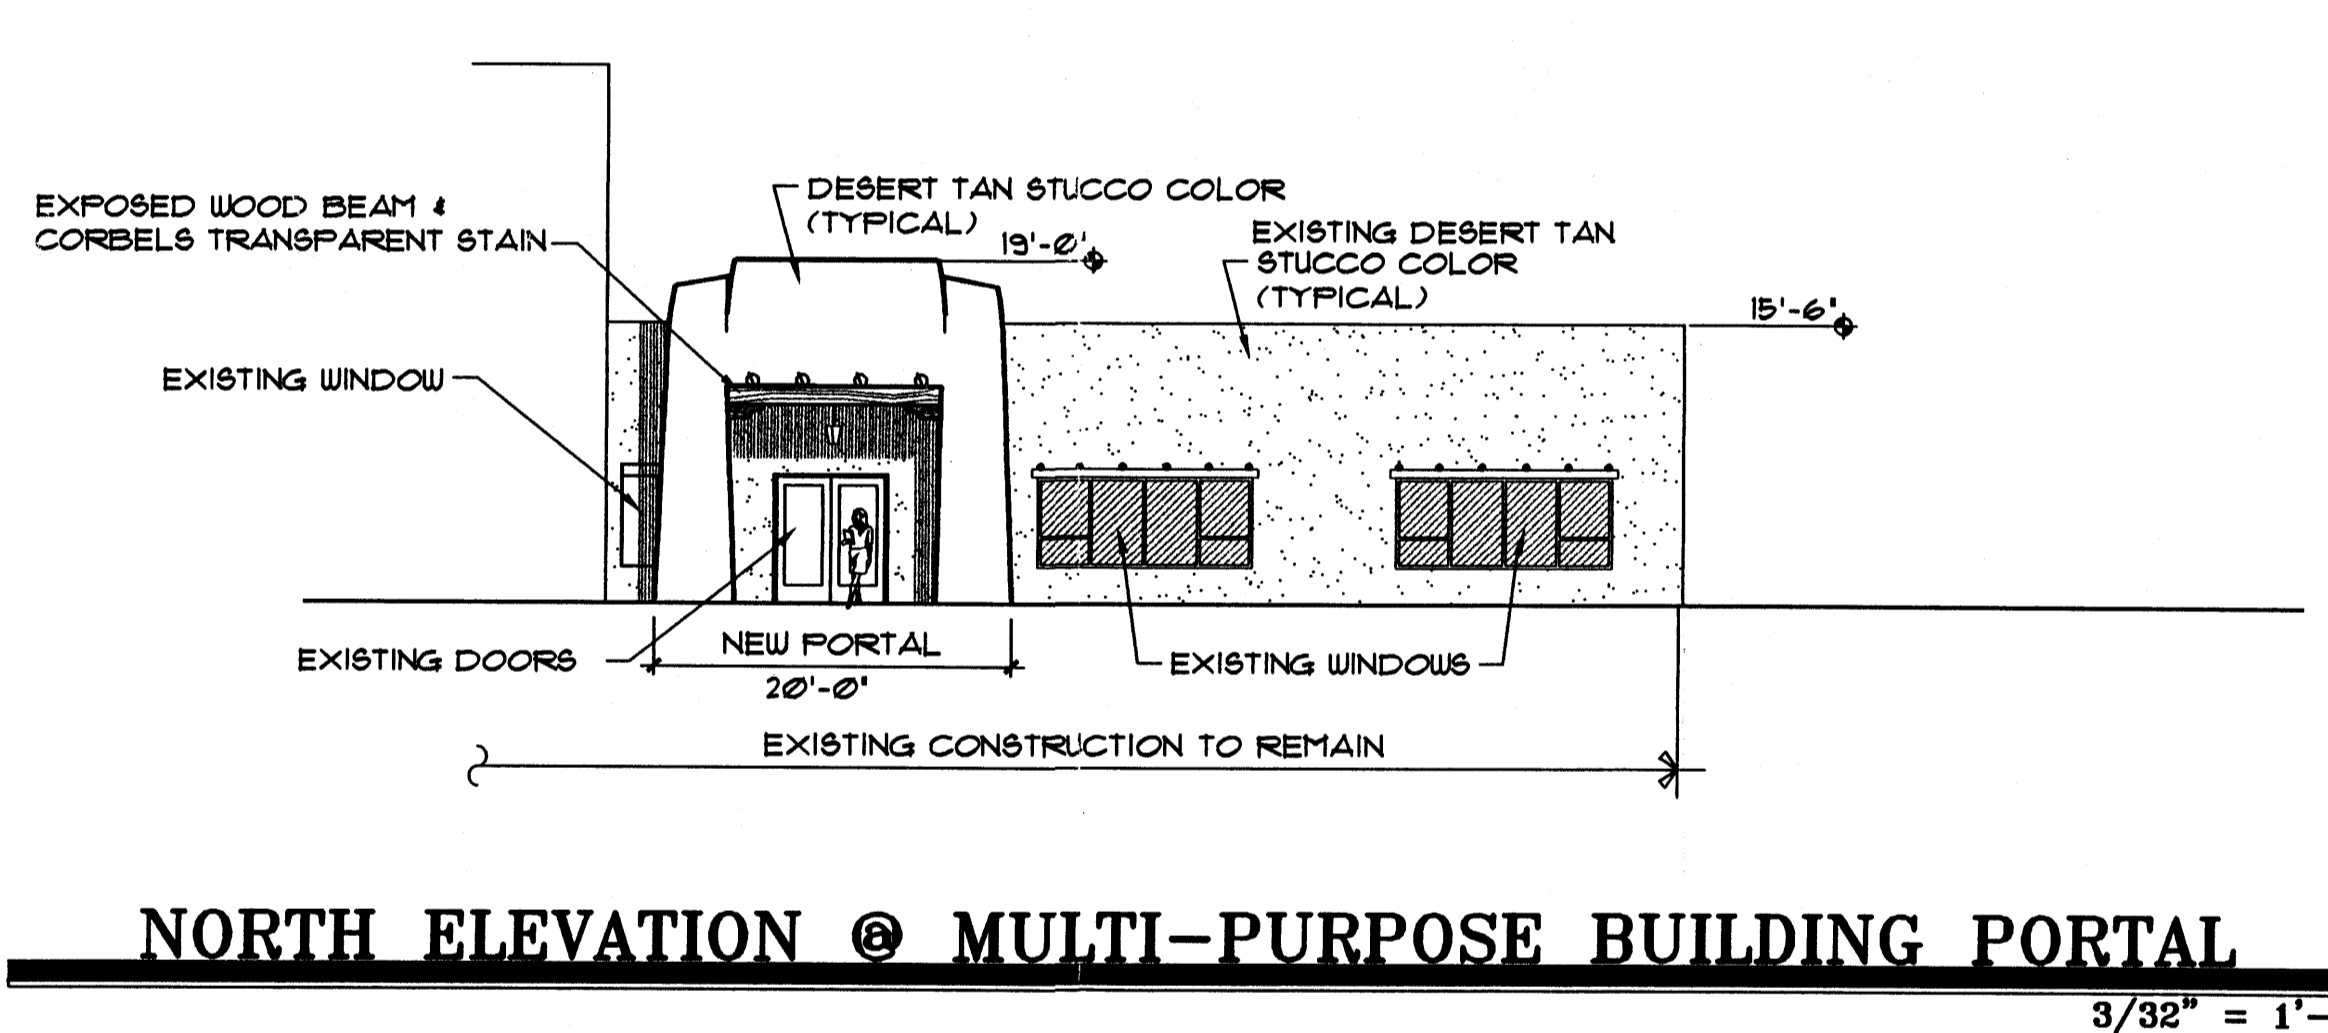 EXPOSED WOOD BEAM &
CORBELS TRANSPARENT STAIN
DESERT TAN STUCCO COLOR
(TYPICAL)
19'-0'
EXISTING DESERT TAN
STUCCO COLOR
(TYPICAL)
15'-6"
EXISTING WINDOW
EXISTING DOORS
NEW PORTAL
20'-0"
EXISTING WINDOWS
EXISTING CONSTRUCTION TO REMAIN
NORTH ELEVATION @ MULTI-PURPOSE BUILDING PORTAL
3/32" = 1'-